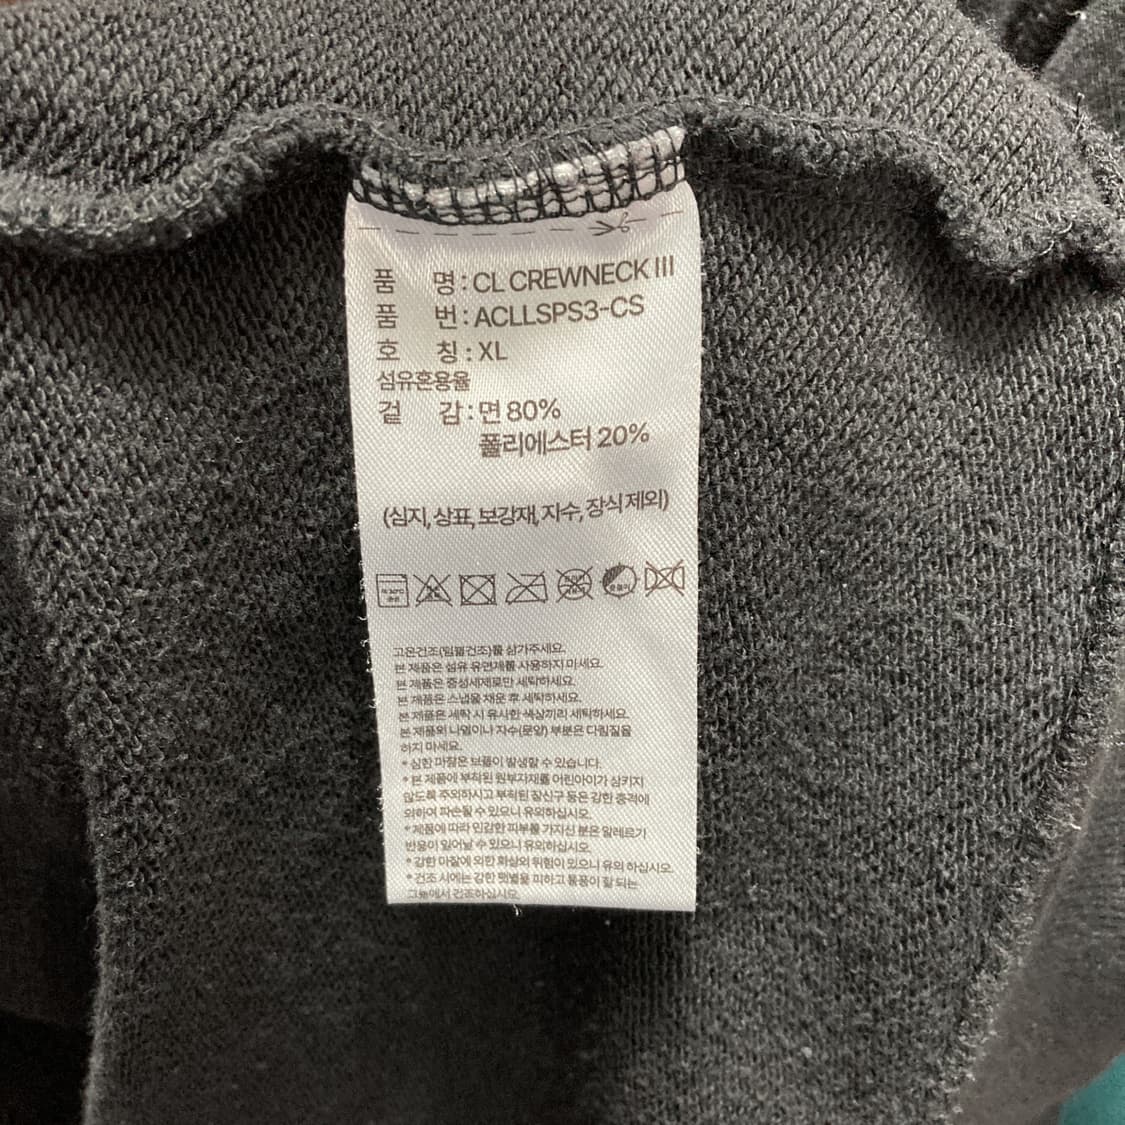 품 명 : CL CREWNECK III
품 번 : ACLLSPS3-CS
호 칭 : XL
섬유혼용율
겉 감 : 면 80%
폴리에스터 20%
(심지, 상표, 보강재, 자수, 장식 제외)
고온건조(텀블건조)를 삼가주세요.
본 제품은 섬유 유연제를 사용하지 마세요.
본 제품은 중성세제로만 세탁하세요.
본 제품은 스냅을 채운 후 세탁하세요.
본 제품은 세탁 시 유사한 색상끼리 세탁하세요.
본 제품의 나염이나 자수(문양) 부분은 다림질을
하지 마세요.
* 심한 마찰은 보풀이 발생할 수 있습니다.
* 본 제품에 부착된 원부자재를 어린아이가 삼키지
않도록 주의하시고 부착된 장신구 등은 강한 충격에
의하여 파손될 수 있으니 유의하십시오.
* 제품에 따라 민감한 피부를 가지신 분은 알레르기
반응이 일어날 수 있으니 유의하십시오.
* 강한 마찰에 의한 화상의 위험이 있으니 유의 하십시오.
* 건조 시에는 강한 햇볕을 피하고 통풍이 잘 되는
그늘에서 건조하십시오.